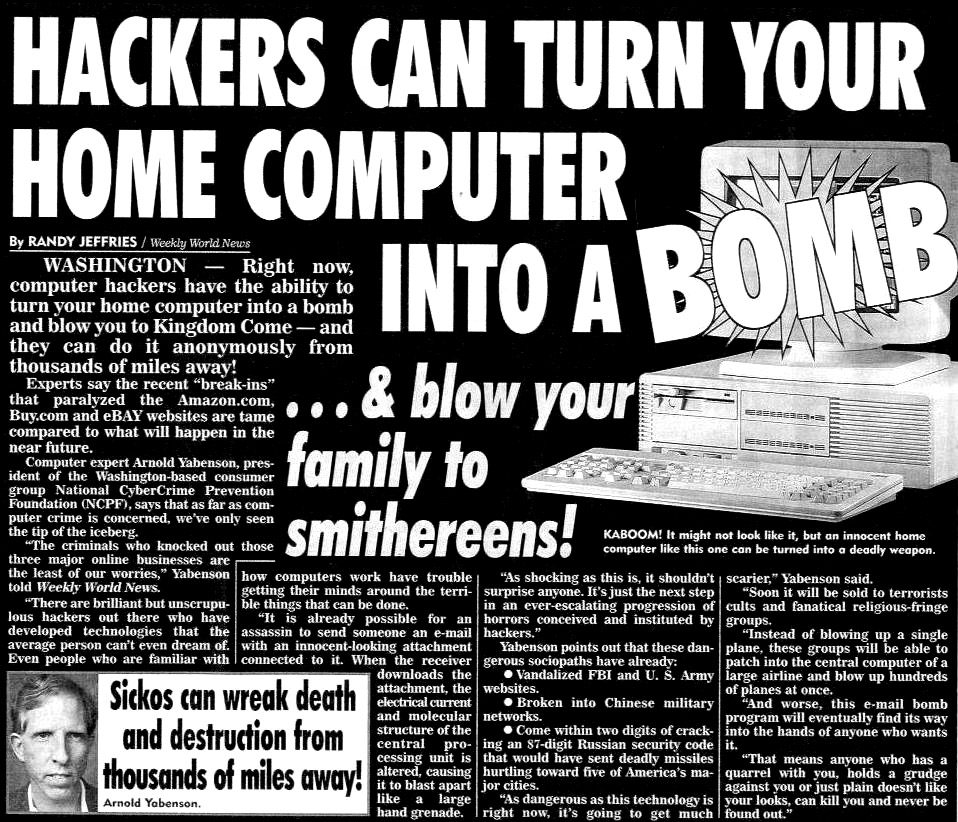 HACKERS CAN TURN YOUR
HOME COMPUTER
INTO A BOMB
. . . & blow your
family to
smithereens!
By RANDY JEFFRIES / Weekly World News
WASHINGTON — Right now,
computer hackers have the ability to
turn your home computer into a bomb
and blow you to Kingdom Come — and
they can do it anonymously from
thousands of miles away!
Experts say the recent “break-ins”
that paralyzed the Amazon.com,
Buy.com and eBAY websites are tame
compared to what will happen in the
near future.
Computer expert Arnold Yabenson, pres-
ident of the Washington-based consumer
group National CyberCrime Prevention
Foundation (NCPF), says that as far as com-
puter crime is concerned, we’ve only seen
the tip of the iceberg.
“The criminals who knocked out those
three major online businesses are
the least of our worries,” Yabenson
told Weekly World News.
“There are brilliant but unscrupu-
lous hackers out there who have
developed technologies that the
average person can’t even dream of.
Even people who are familiar with
how computers work have trouble
getting their minds around the terri-
ble things that can be done.
“It is already possible for an
assassin to send someone an e-mail
with an innocent-looking attachment
connected to it. When the receiver
downloads the
attachment, the
electrical current
and molecular
structure of the
central pro-
cessing unit is
altered, causing
it to blast apart
like a large
hand grenade.
“As shocking as this is, it shouldn’t
surprise anyone. It’s just the next step
in an ever-escalating progression of
horrors conceived and instituted by
hackers.”
Yabenson points out that these dan-
gerous sociopaths have already:
● Vandalized FBI and U. S. Army
websites.
● Broken into Chinese military
networks.
● Come within two digits of crack-
ing an 87-digit Russian security code
that would have sent deadly missiles
hurtling toward five of America’s ma-
jor cities.
“As dangerous as this technology is
right now, it’s going to get much
scarier,” Yabenson said.
“Soon it will be sold to terrorists
cults and fanatical religious-fringe
groups.
“Instead of blowing up a single
plane, these groups will be able to
patch into the central computer of a
large airline and blow up hundreds
of planes at once.
“And worse, this e-mail bomb
program will eventually find its way
into the hands of anyone who wants
it.
“That means anyone who has a
quarrel with you, holds a grudge
against you or just plain doesn’t like
your looks, can kill you and never be
found out.”
KABOOM! It might not look like it, but an innocent home
computer like this one can be turned into a deadly weapon.
Sickos can wreak death
and destruction from
thousands of miles away!
Arnold Yabenson.